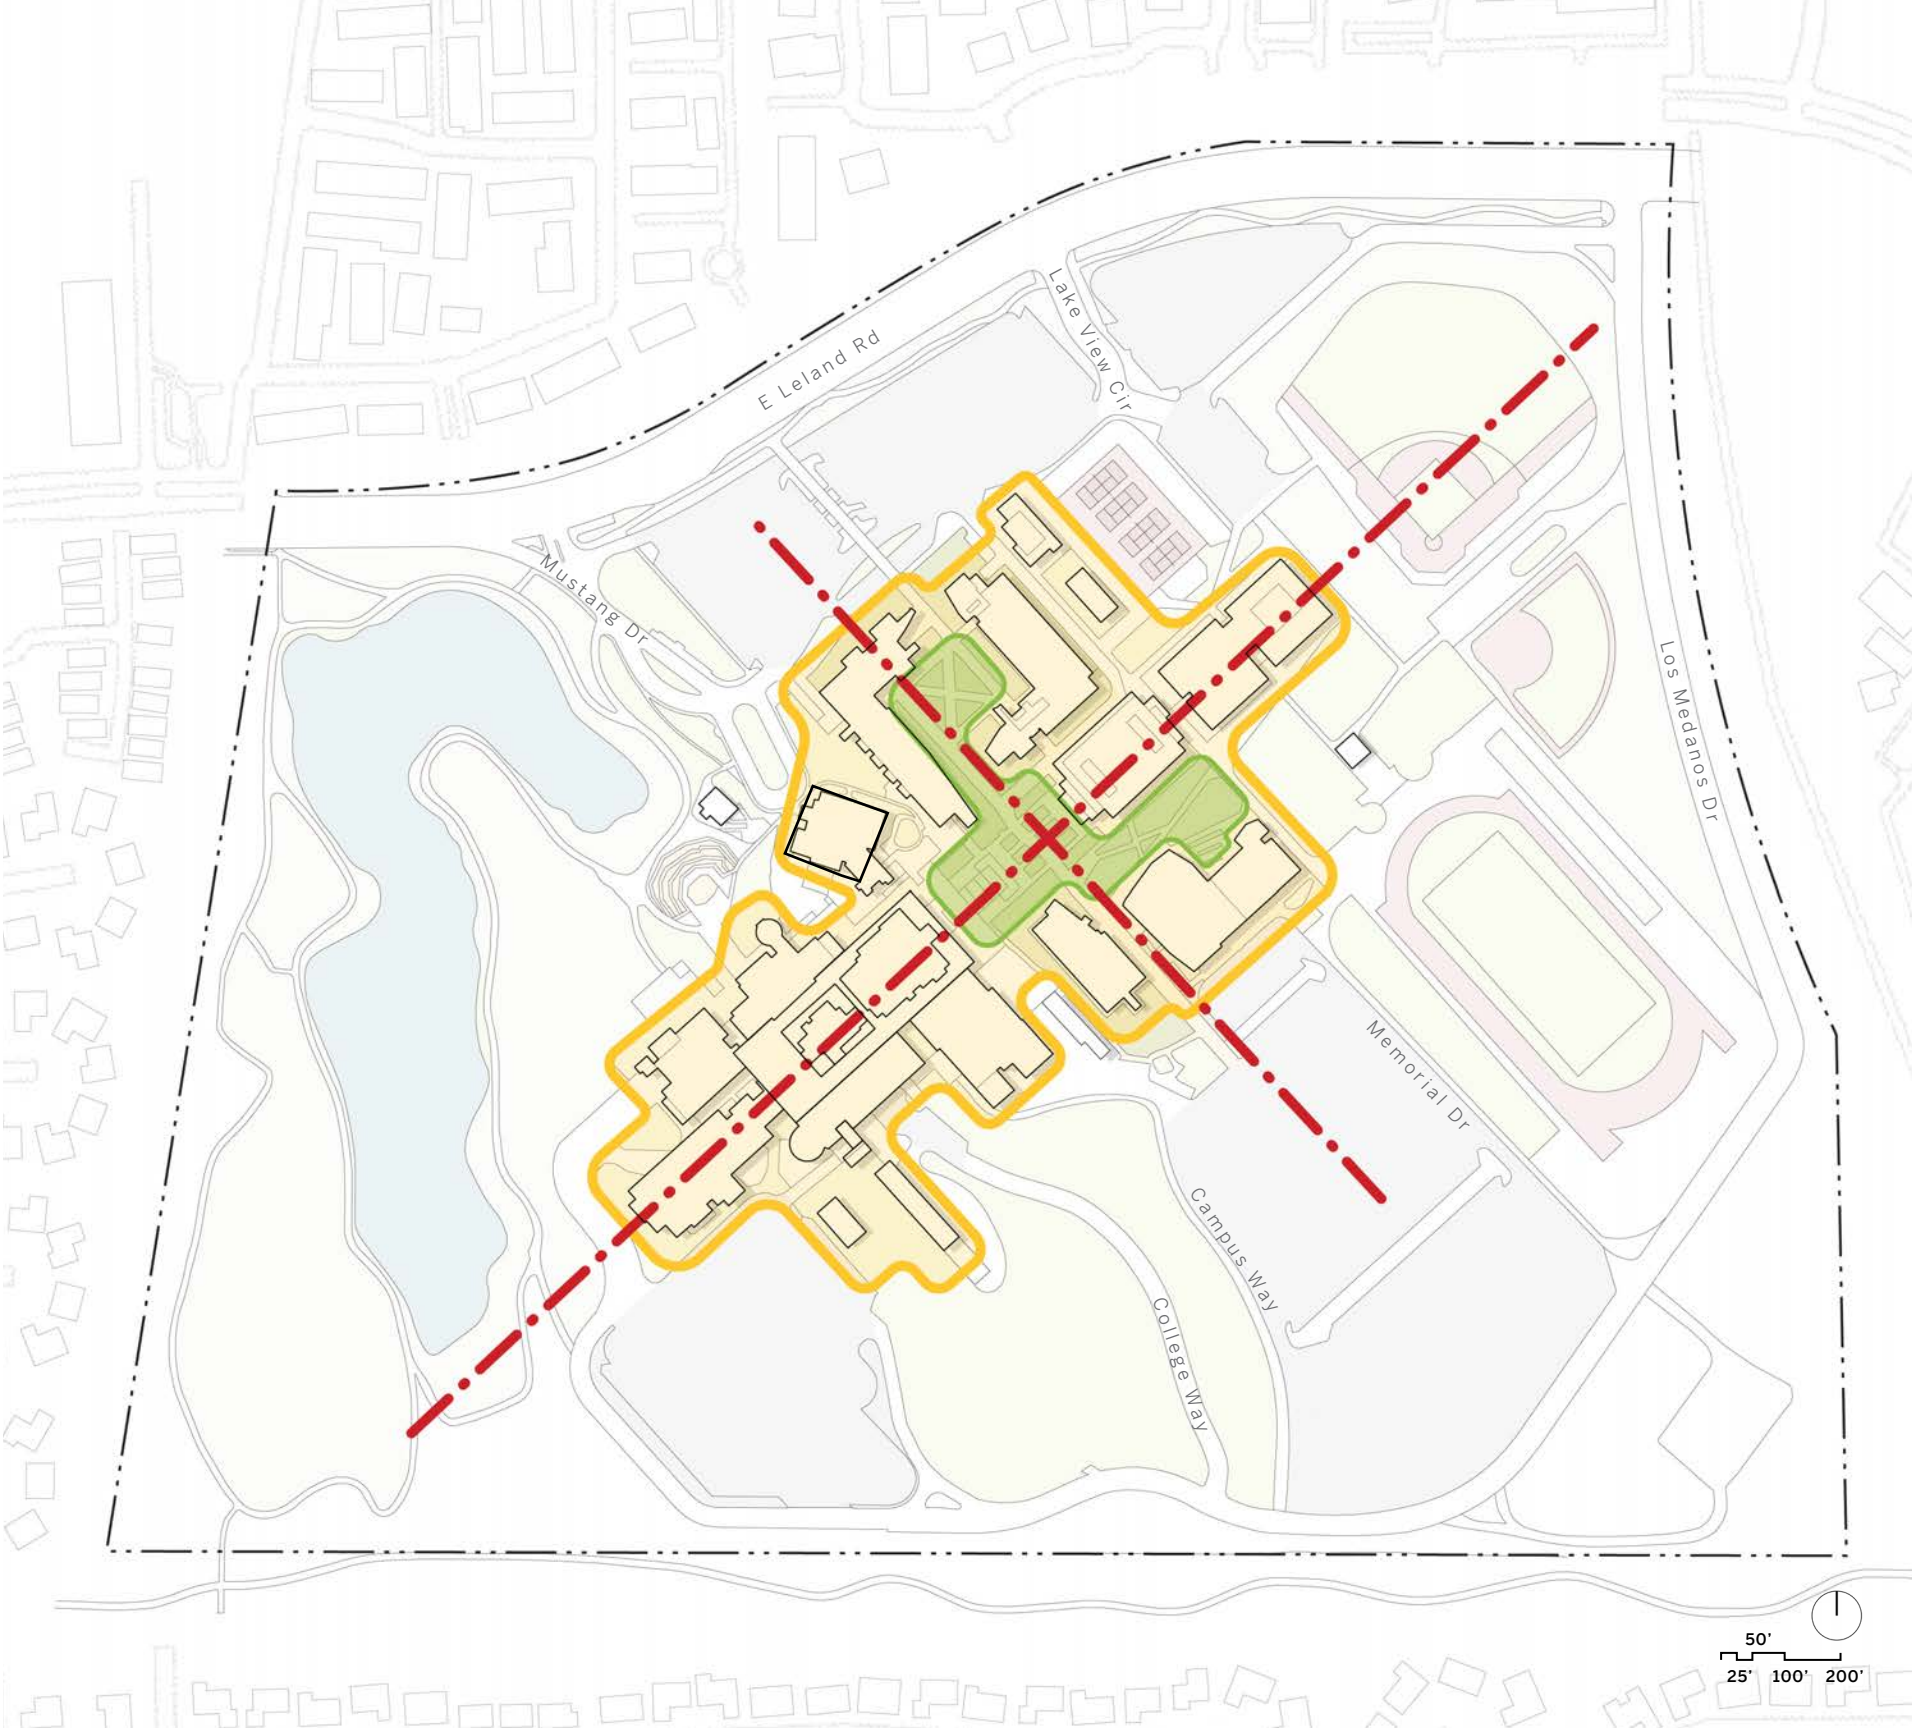 Lake View Cir
E Leland Rd
Mustang Dr
Los Medanos Dr
Memorial Dr
Campus Way
College Way
50'
25' 100' 200'